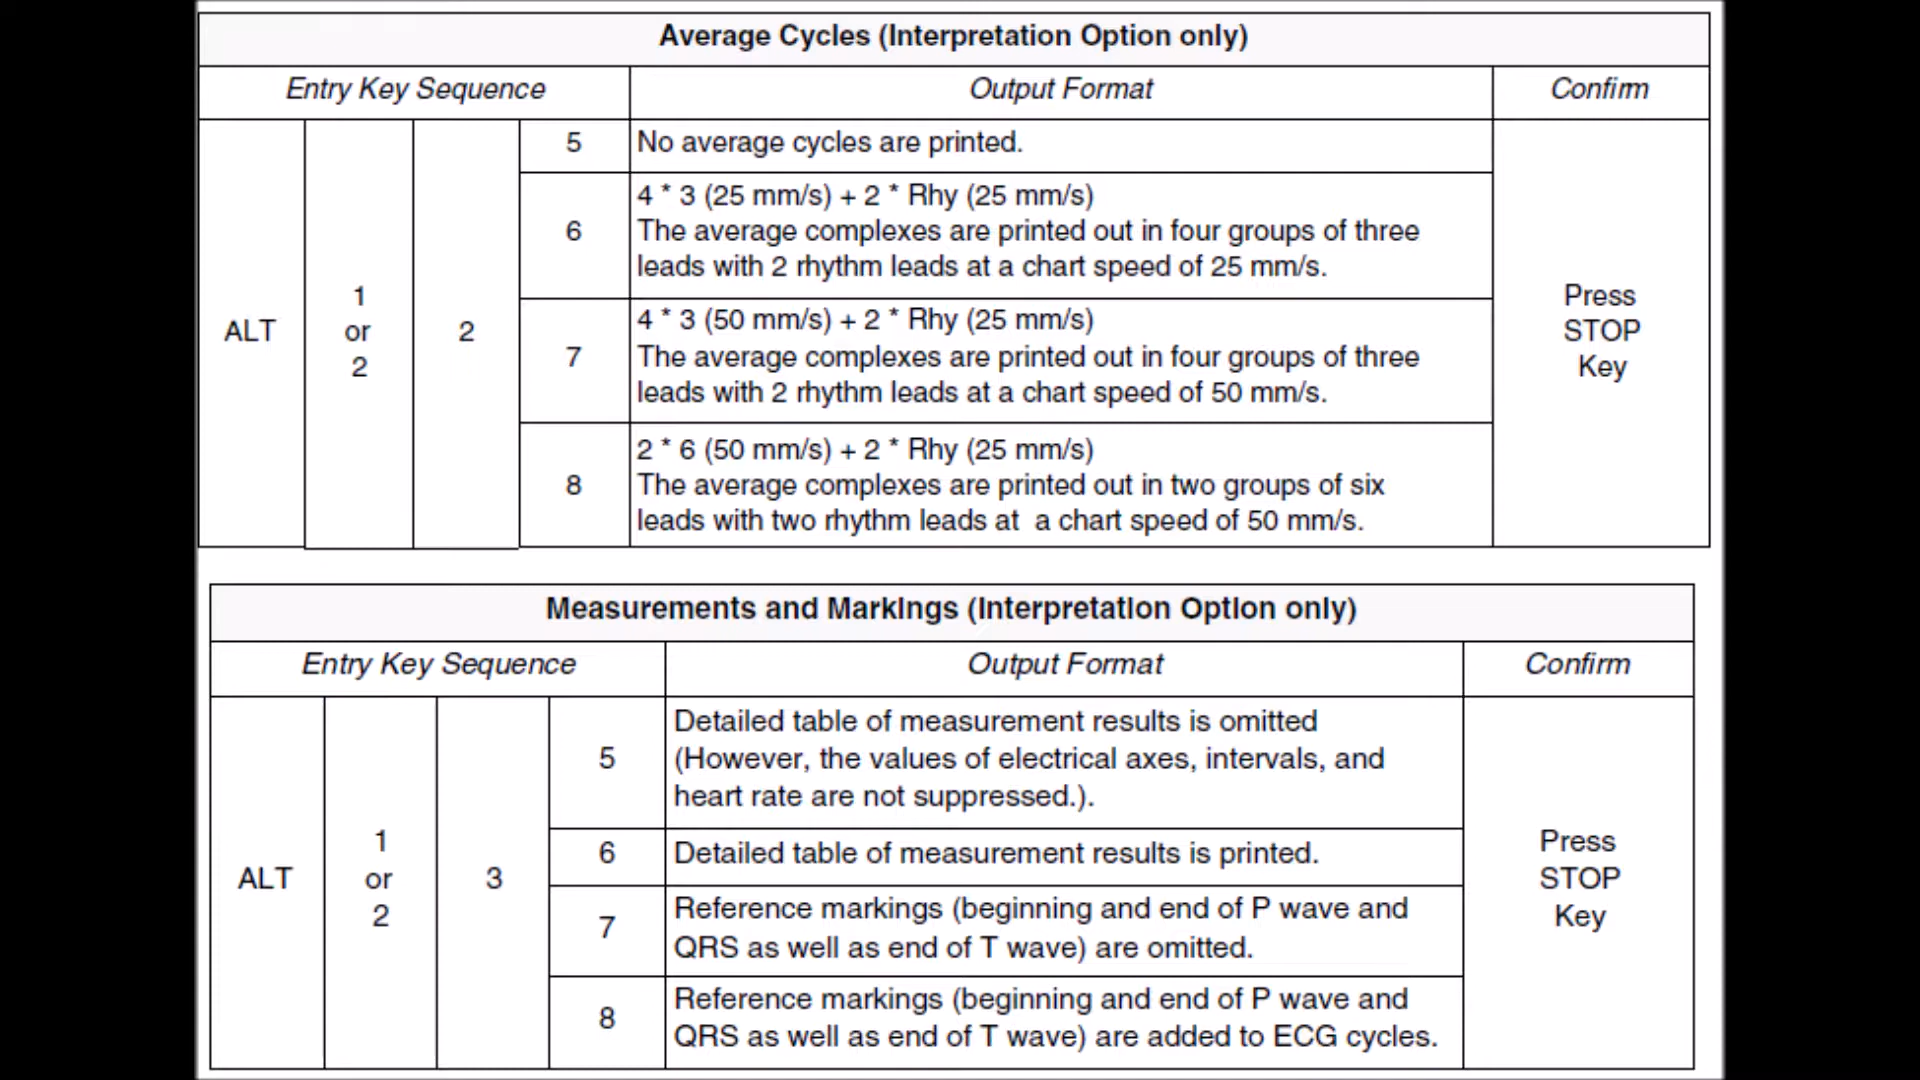 Average Cycles (Interpretation Option only)
Entry Key Sequence
Output Format
Confirm
ALT
1
or
2
2
5
No average cycles are printed.
6
4 * 3 (25 mm/s) + 2 * Rhy (25 mm/s)
The average complexes are printed out in four groups of three
leads with 2 rhythm leads at a chart speed of 25 mm/s.
7
4 * 3 (50 mm/s) + 2 * Rhy (25 mm/s)
The average complexes are printed out in four groups of three
leads with 2 rhythm leads at a chart speed of 50 mm/s.
8
2 * 6 (50 mm/s) + 2 * Rhy (25 mm/s)
The average complexes are printed out in two groups of six
leads with two rhythm leads at a chart speed of 50 mm/s.
Press
STOP
Key
Measurements and Markings (Interpretation Option only)
Entry Key Sequence
Output Format
Confirm
ALT
1
or
2
3
5
Detailed table of measurement results is omitted
(However, the values of electrical axes, intervals, and
heart rate are not suppressed.).
6
Detailed table of measurement results is printed.
7
Reference markings (beginning and end of P wave and
QRS as well as end of T wave) are omitted.
8
Reference markings (beginning and end of P wave and
QRS as well as end of T wave) are added to ECG cycles.
Press
STOP
Key